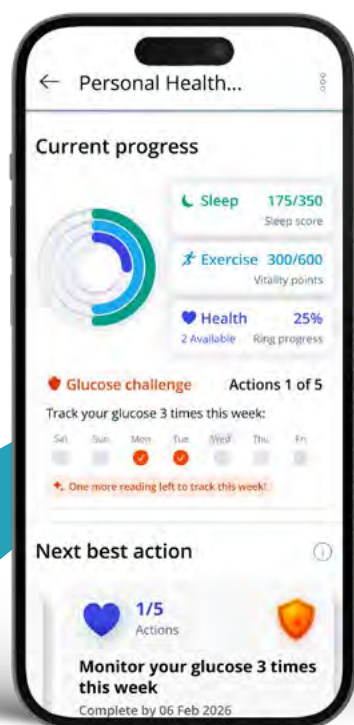 Personal Health...
Current progress
Sleep 175/350
Sleep score
Exercise 300/600
Vitality points
Health 25%
2 Available Ring progress
Glucose challenge Actions 1 of 5
Track your glucose 3 times this week:
Sat Sun Mon Tue Wed Thu Fri
One more reading left to track this week!
Next best action
1/5
Actions
Monitor your glucose 3 times
this week
Complete by 06 Feb 2026